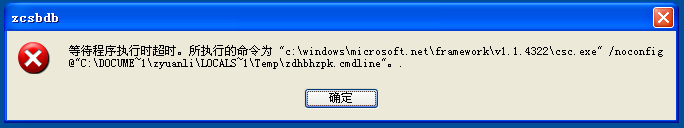 zcsbdb
等待程序执行时超时。所执行的命令为 "c:\windows\microsoft.net\framework\v1.1.4322\csc.exe" /noconfig
@"C:\DOCUME~1\zyuanli\LOCALS~1\Temp\zdhbhzpk.cmdline"。.
确定